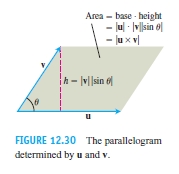 Area = base · height
= |u| · |v||sin θ|
= |u × v|
v
h = |v||sin θ|
θ
u
FIGURE 12.30 The parallelogram
determined by u and v.